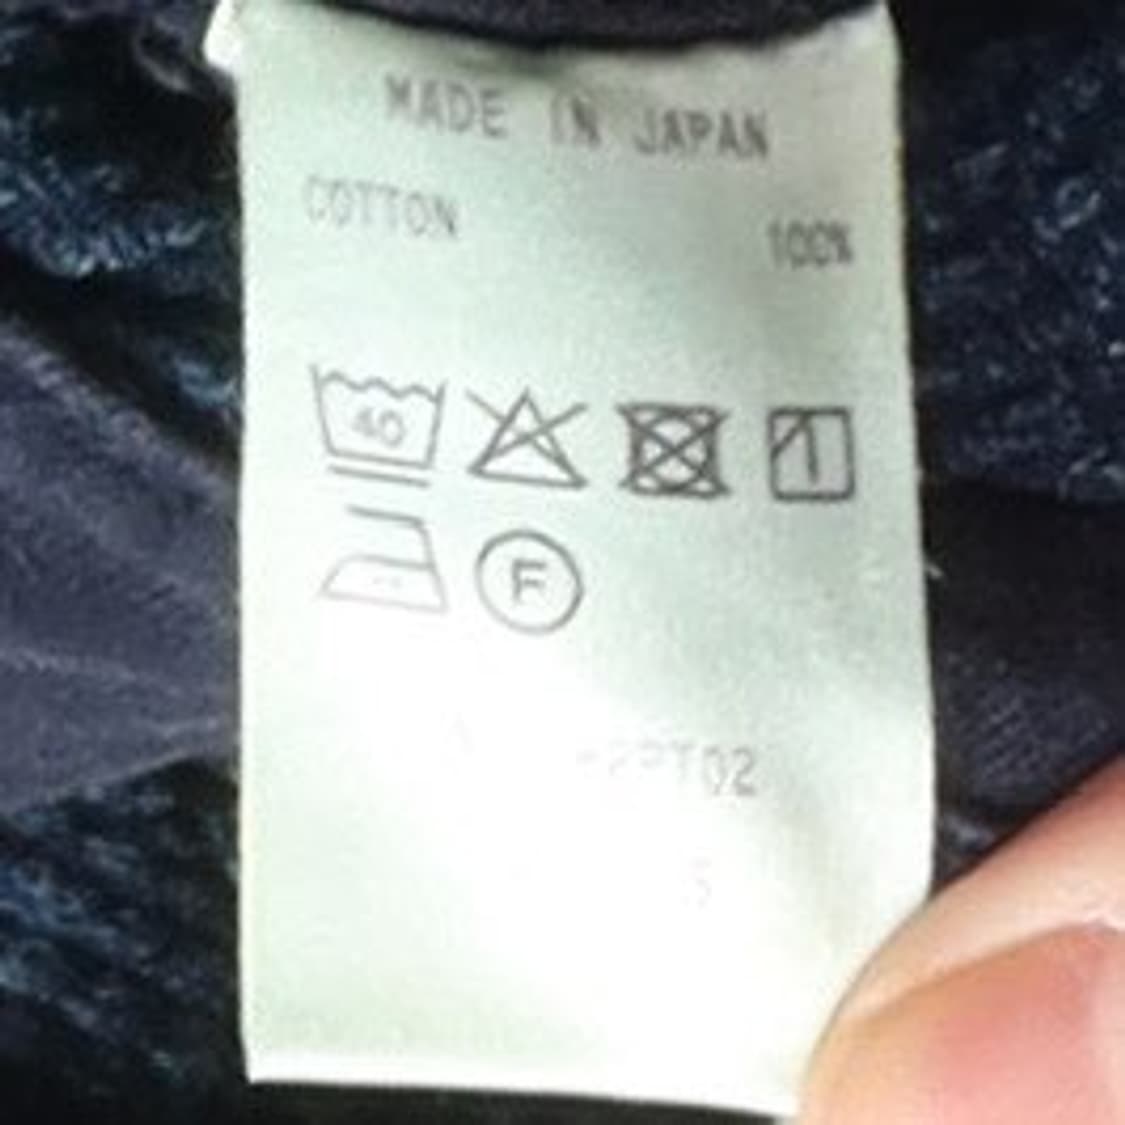 MADE IN JAPAN
COTTON 100%
40
F